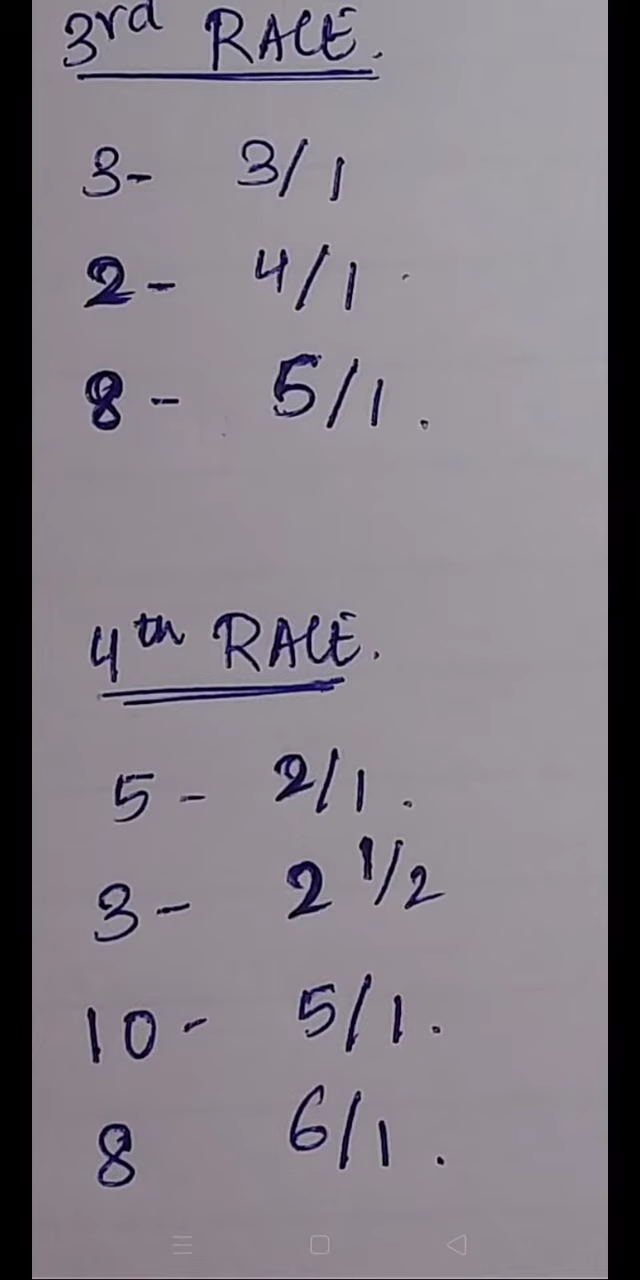 3rd RACE.
3- 3/1
2- 4/1
8- 5/1.
4th RACE.
5- 2/1.
3- 2 1/2
10- 5/1.
8 6/1.